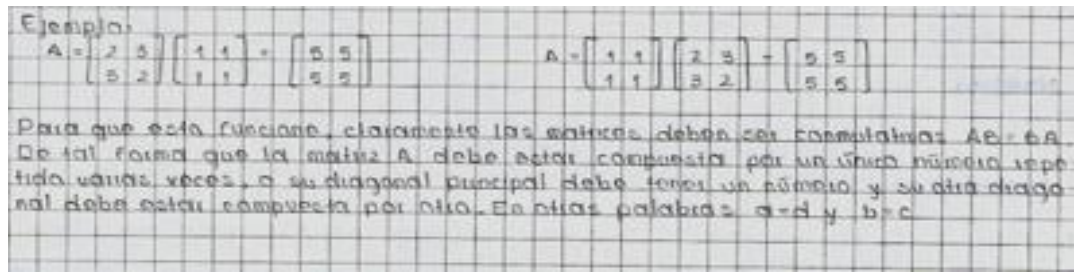 Ejemplo:
A = [2 3 / 3 2] [1 1 / 1 1] = [5 5 / 5 5]  A = [1 1 / 1 1] [2 3 / 3 2] = [5 5 / 5 5]
Para que esto funcione, claramente las matrices deben ser conmutativas AB = BA.
De tal forma que la matriz A debe estar compuesta por un único número repe
tido varias veces, o su diagonal principal debe tener un número y su otra diago
nal debe estar compuesta por otro. En otras palabras a=d y b=c